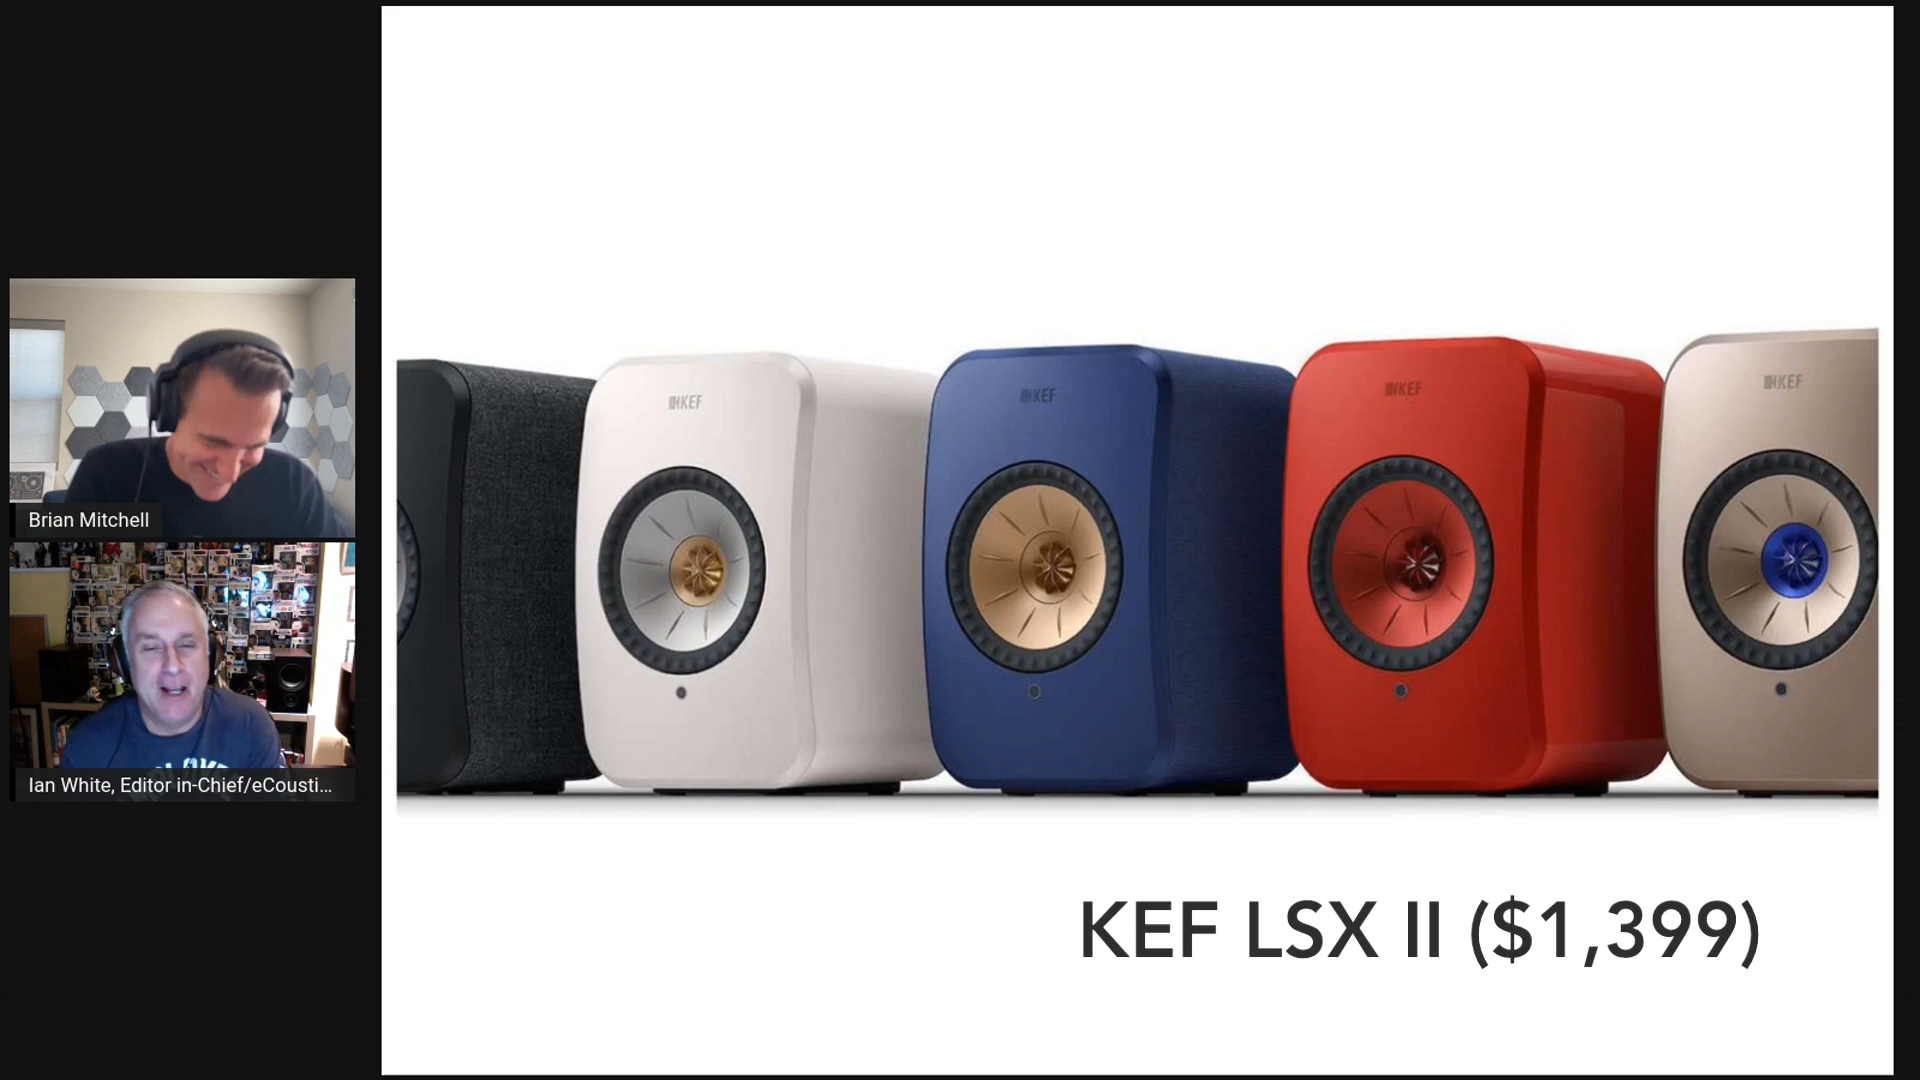 Brian Mitchell
Ian White, Editor in-Chief/eCousti...
KEF
KEF
KEF
KEF
KEF LSX II ($1,399)